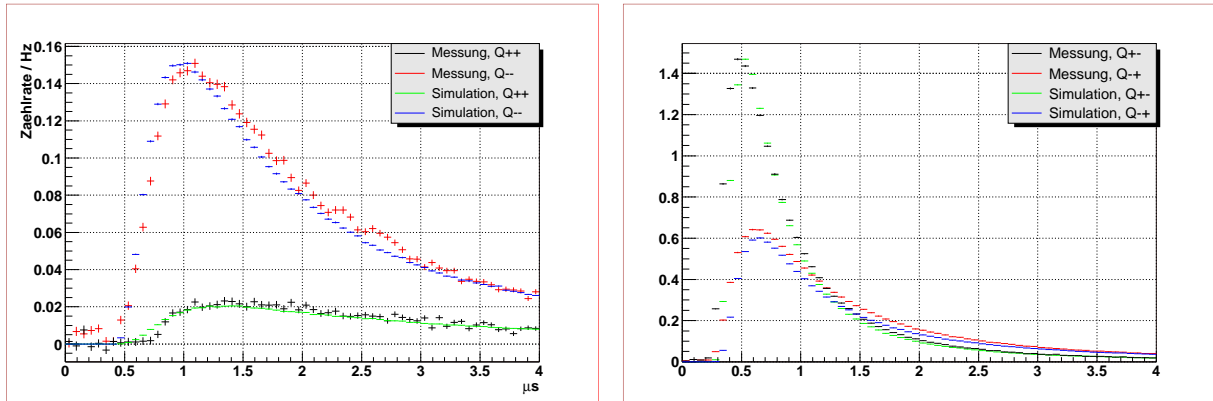 Zaehlrate / Hz
0.16
0.14
0.12
0.1
0.08
0.06
0.04
0.02
0
Messung, Q++
Messung, Q--
Simulation, Q++
Simulation, Q--
0 0.5 1 1.5 2 2.5 3 3.5 4
μs
1.4
1.2
1
0.8
0.6
0.4
0.2
0
Messung, Q+-
Messung, Q-+
Simulation, Q+-
Simulation, Q-+
0 0.5 1 1.5 2 2.5 3 3.5 4